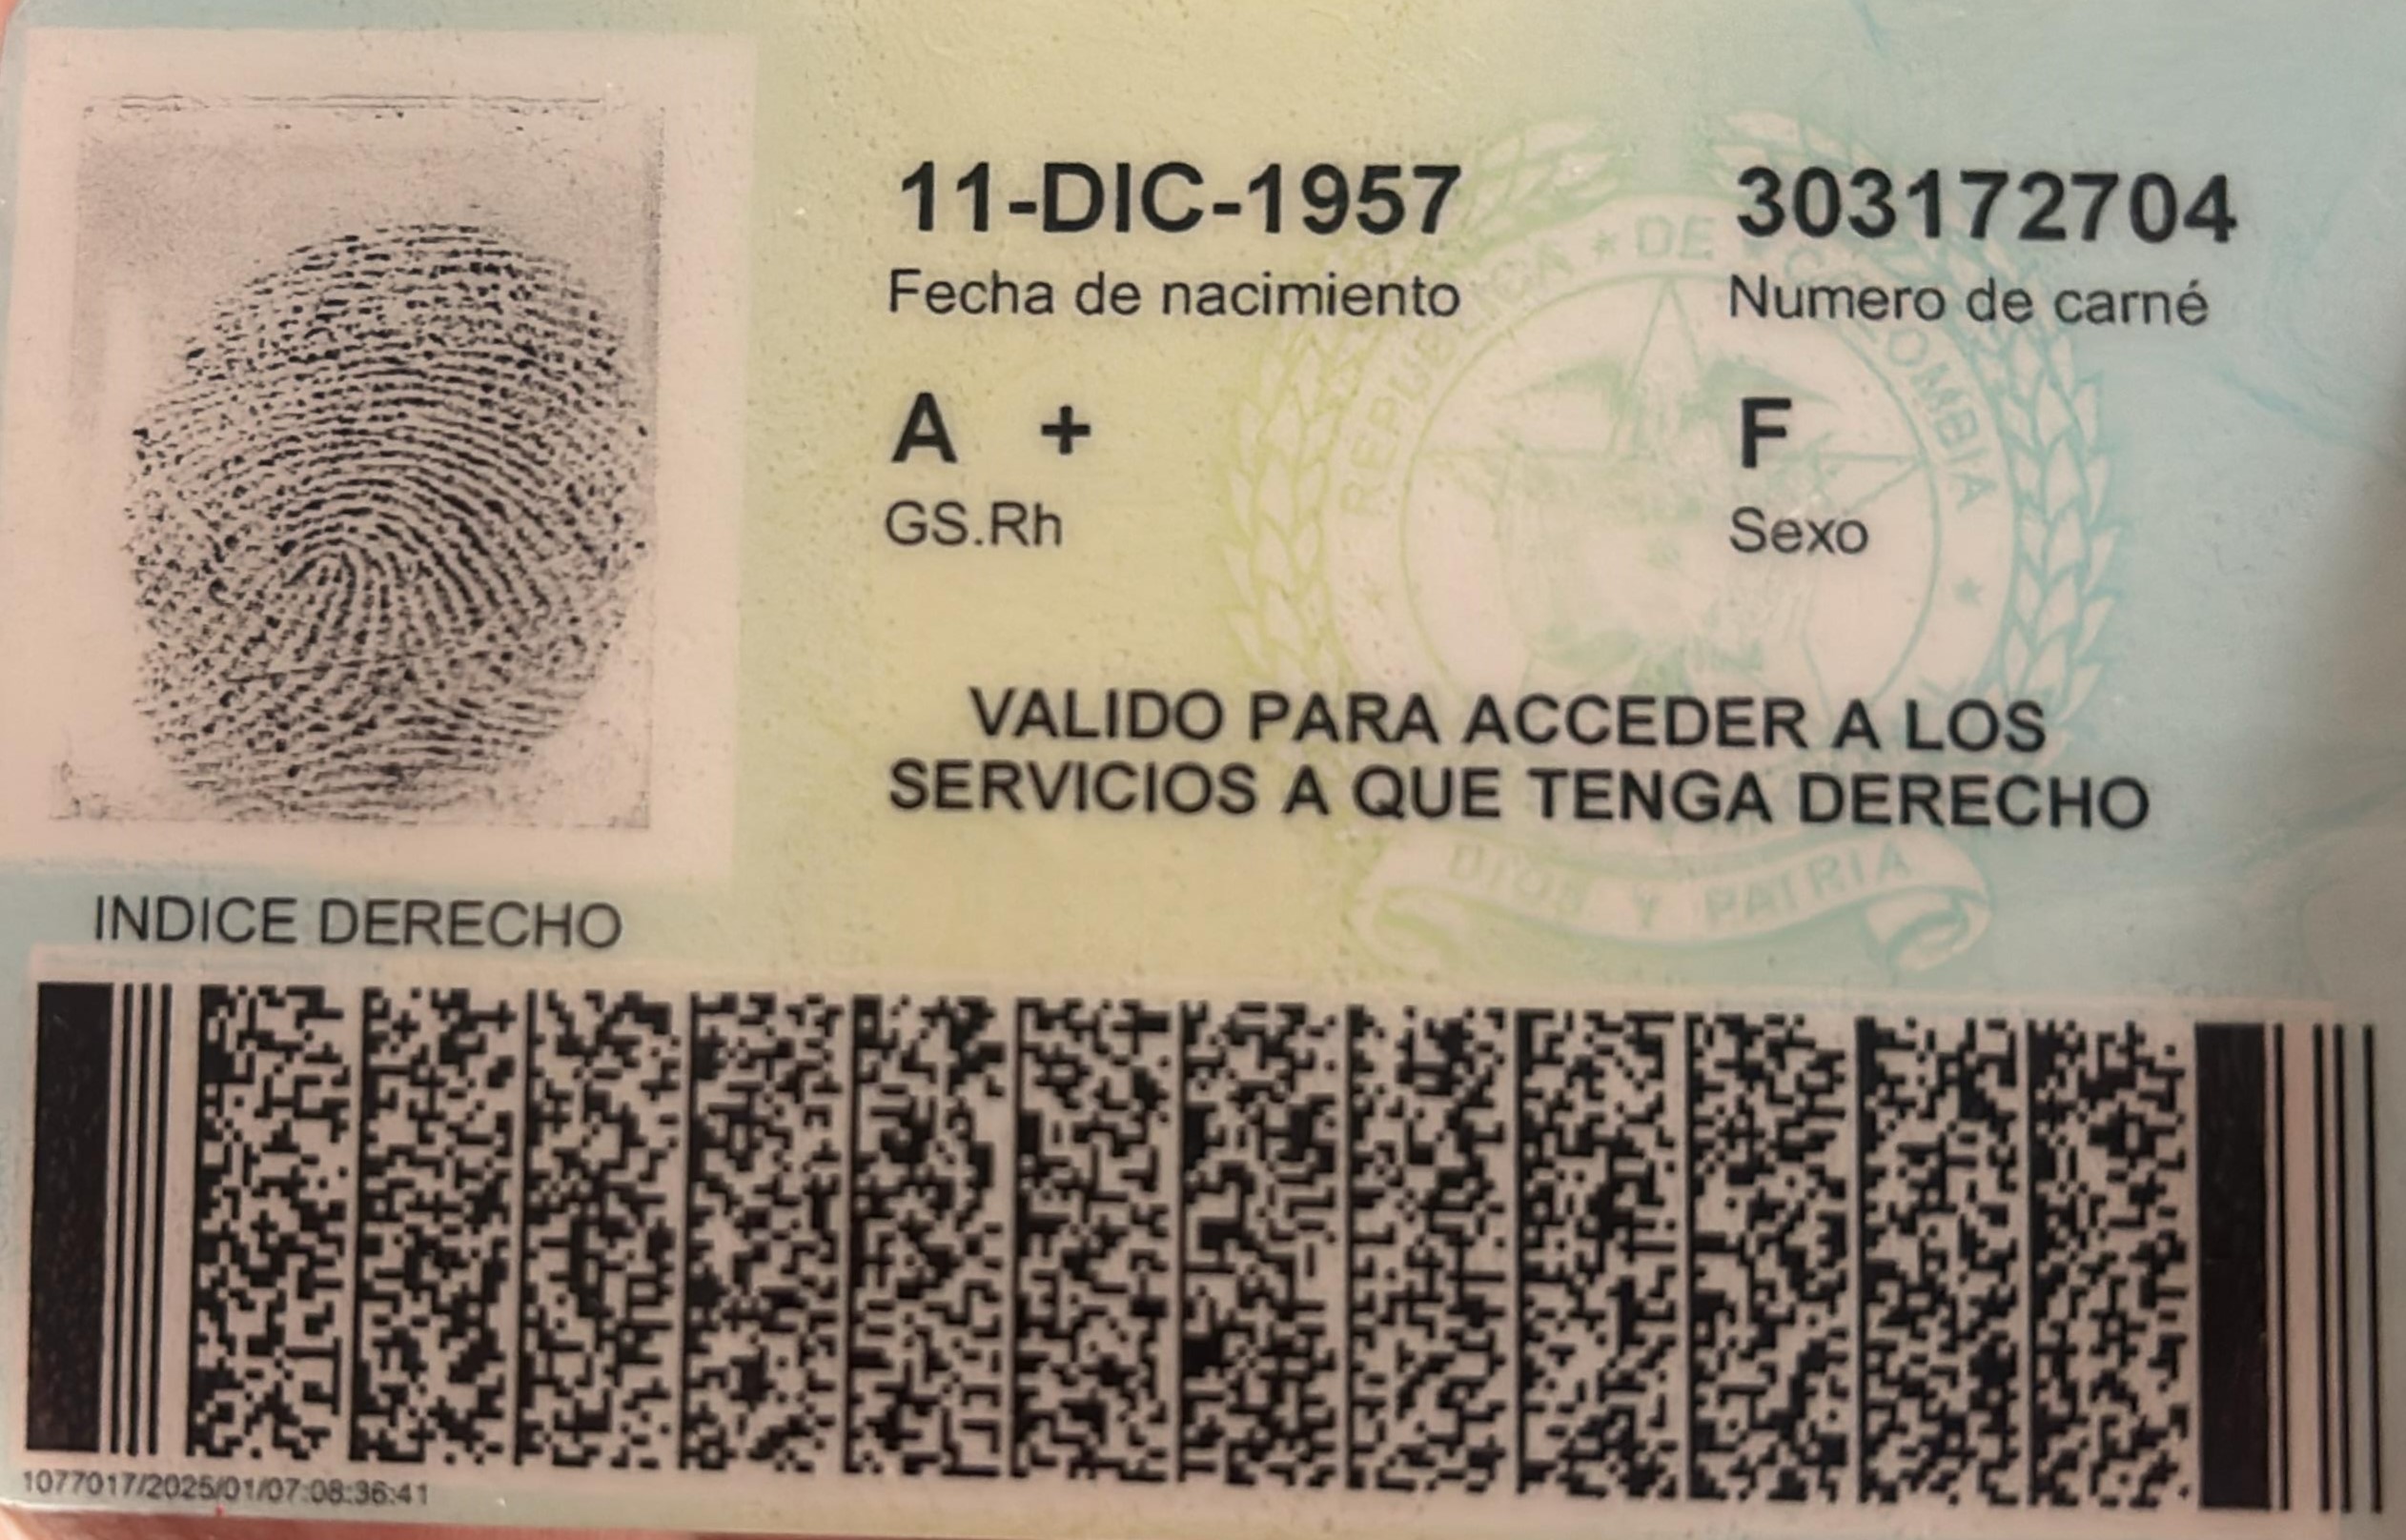 11-DIC-1957
Fecha de nacimiento
303172704
Numero de carné
A +
GS.Rh
F
Sexo
REPUBLICA * DE * COLOMBIA
VALIDO PARA ACCEDER A LOS
SERVICIOS A QUE TENGA DERECHO
DIOS Y PATRIA
INDICE DERECHO
1077017/2025/01/07:08:36:41